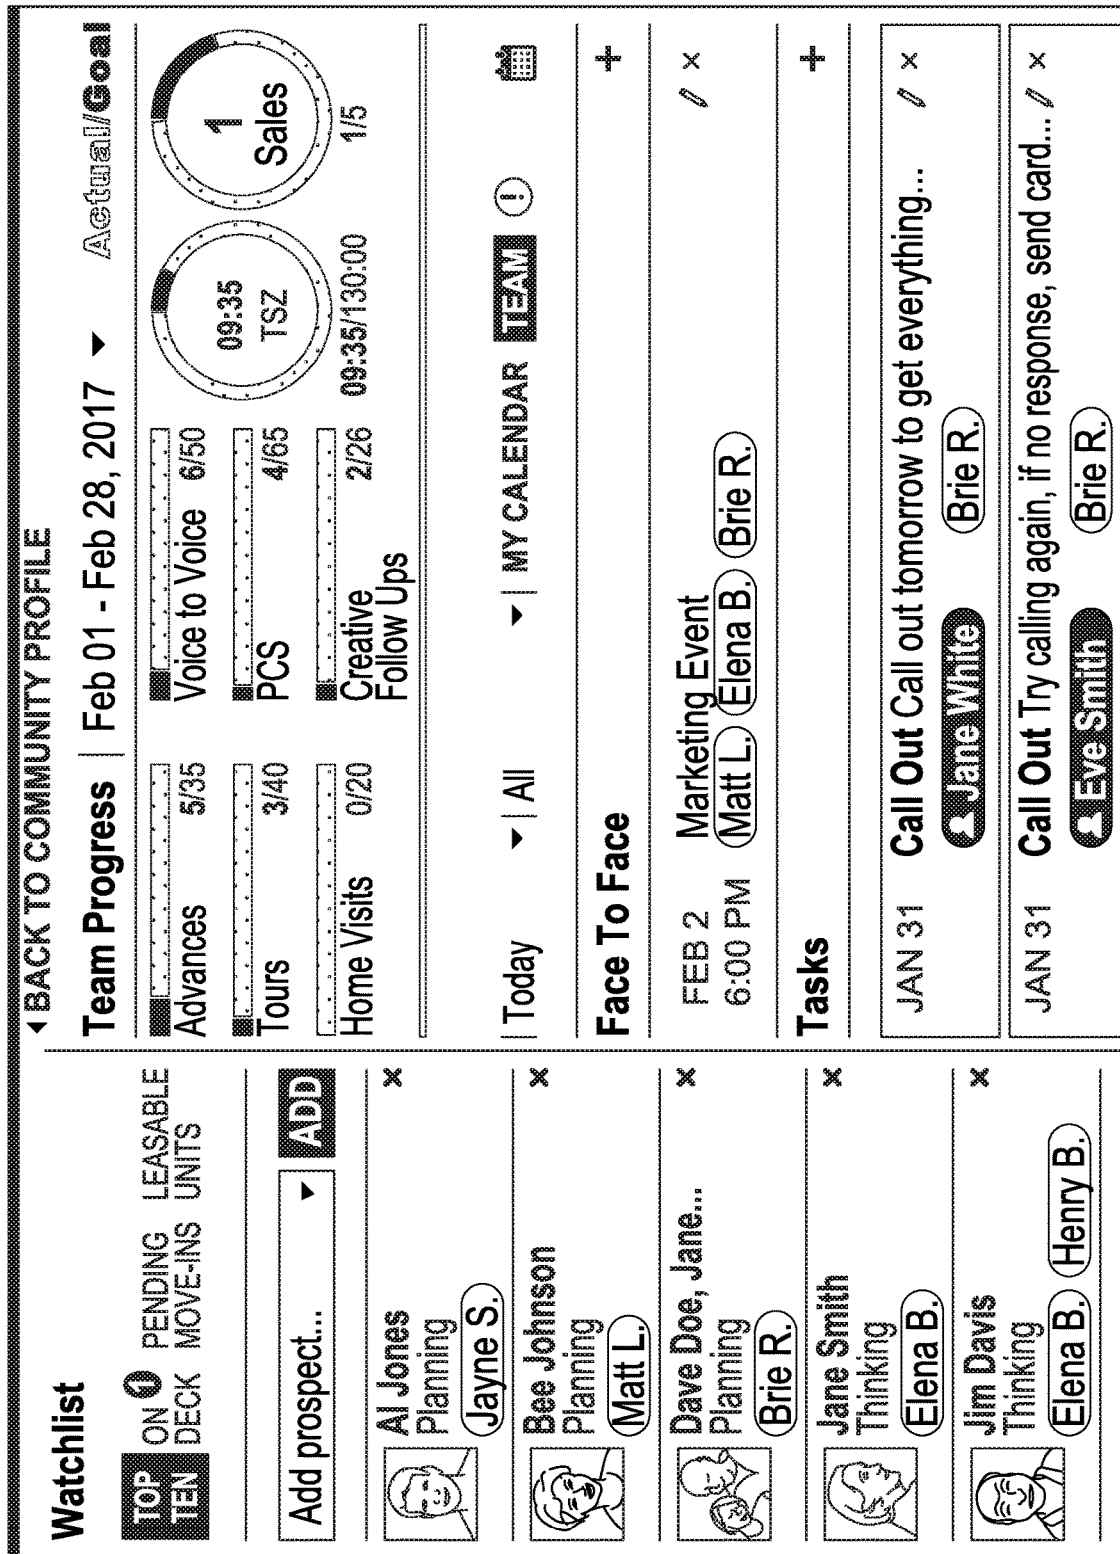 Watchlist
TOP TEN
ON DECK
PENDING MOVE-INS
LEASABLE UNITS
Add prospect...
ADD
Al Jones
Planning
Jayne S.
Bee Johnson
Planning
Matt L.
Dave Doe, Jane...
Planning
Brie R.
Jane Smith
Thinking
Elena B.
Jim Davis
Thinking
Elena B. Henry B.
BACK TO COMMUNITY PROFILE
Team Progress | Feb 01 - Feb 28, 2017
Actual/Goal
Advances 5/35
Voice to Voice 6/50
Tours 3/40
PCS 4/65
Home Visits 0/20
Creative Follow Ups 2/26
09:35
TSZ
09:35/130:00
1
Sales
1/5
Today
All
MY CALENDAR
TEAM
Face To Face +
FEB 2 Marketing Event
6:00 PM Matt L. Elena B. Brie R.
×
Tasks +
JAN 31 Call Out Call out tomorrow to get everything... ×
Jane White Brie R.
JAN 31 Call Out Try calling again, if no response, send card... ×
Eve Smith Brie R.